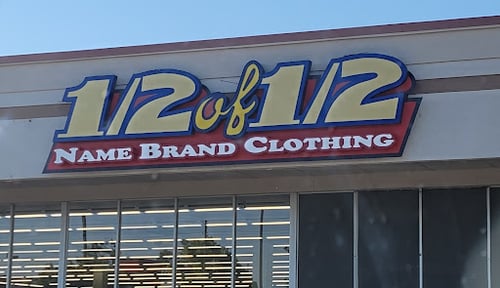 1/2 of 1/2
NAME BRAND CLOTHING